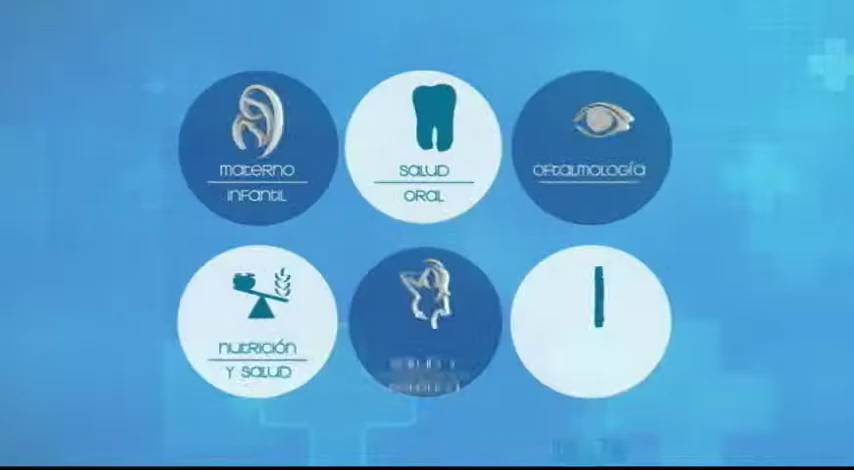 materno
infantil
salud
oral
oftalmología
nutrición
y salud